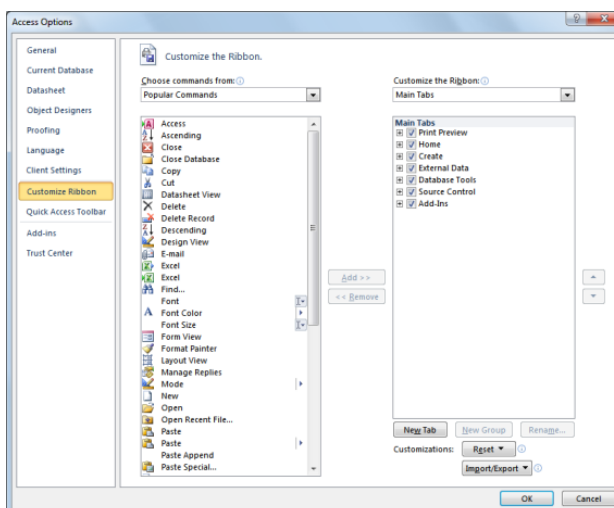 Access Options
General
Current Database
Datasheet
Object Designers
Proofing
Language
Client Settings
Customize Ribbon
Quick Access Toolbar
Add-ins
Trust Center
Customize the Ribbon.
Choose commands from:
Popular Commands
Access
Ascending
Close
Close Database
Copy
Cut
Datasheet View
Delete
Delete Record
Descending
Design View
E-mail
Excel
Excel
Find...
Font
Font Color
Font Size
Form View
Format Painter
Layout View
Manage Replies
Mode
New
Open
Open Recent File...
Paste
Paste
Paste Append
Paste Special...
Add >>
<< Remove
Customize the Ribbon:
Main Tabs
Main Tabs
Print Preview
Home
Create
External Data
Database Tools
Source Control
Add-Ins
New Tab
New Group
Rename...
Customizations:
Reset
Import/Export
OK
Cancel